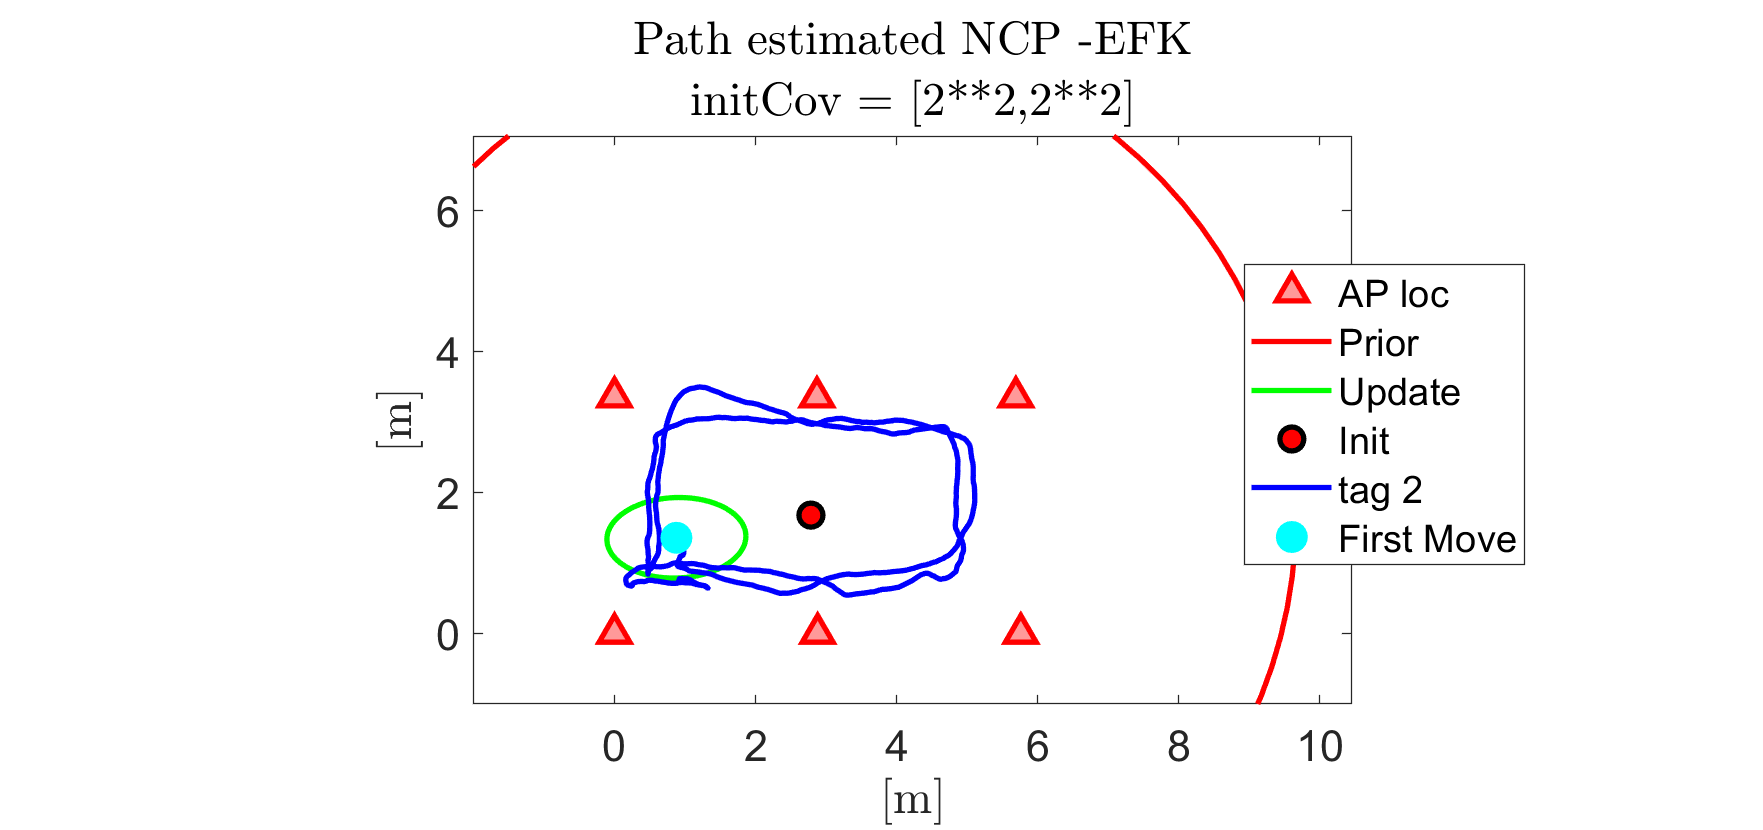 Path estimated NCP -EFK
initCov = [2**2,2**2]
6
4
2
0
[m]
0 2 4 6 8 10
[m]
AP loc
Prior
Update
Init
tag 2
First Move